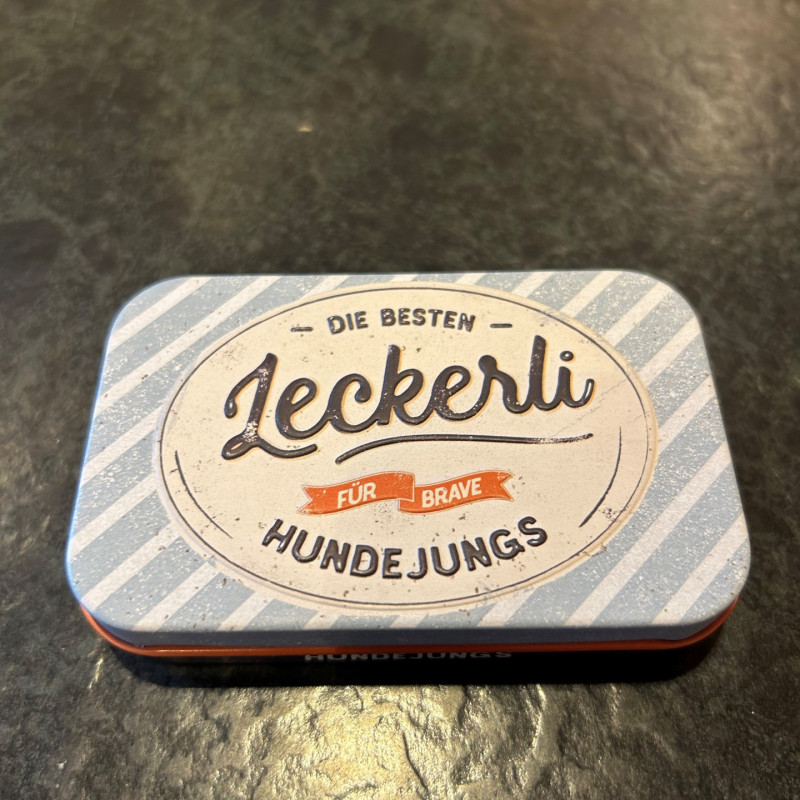 DIE BESTEN
Leckerli
FÜR BRAVE
HUNDEJUNGS
HUNDEJUNGS